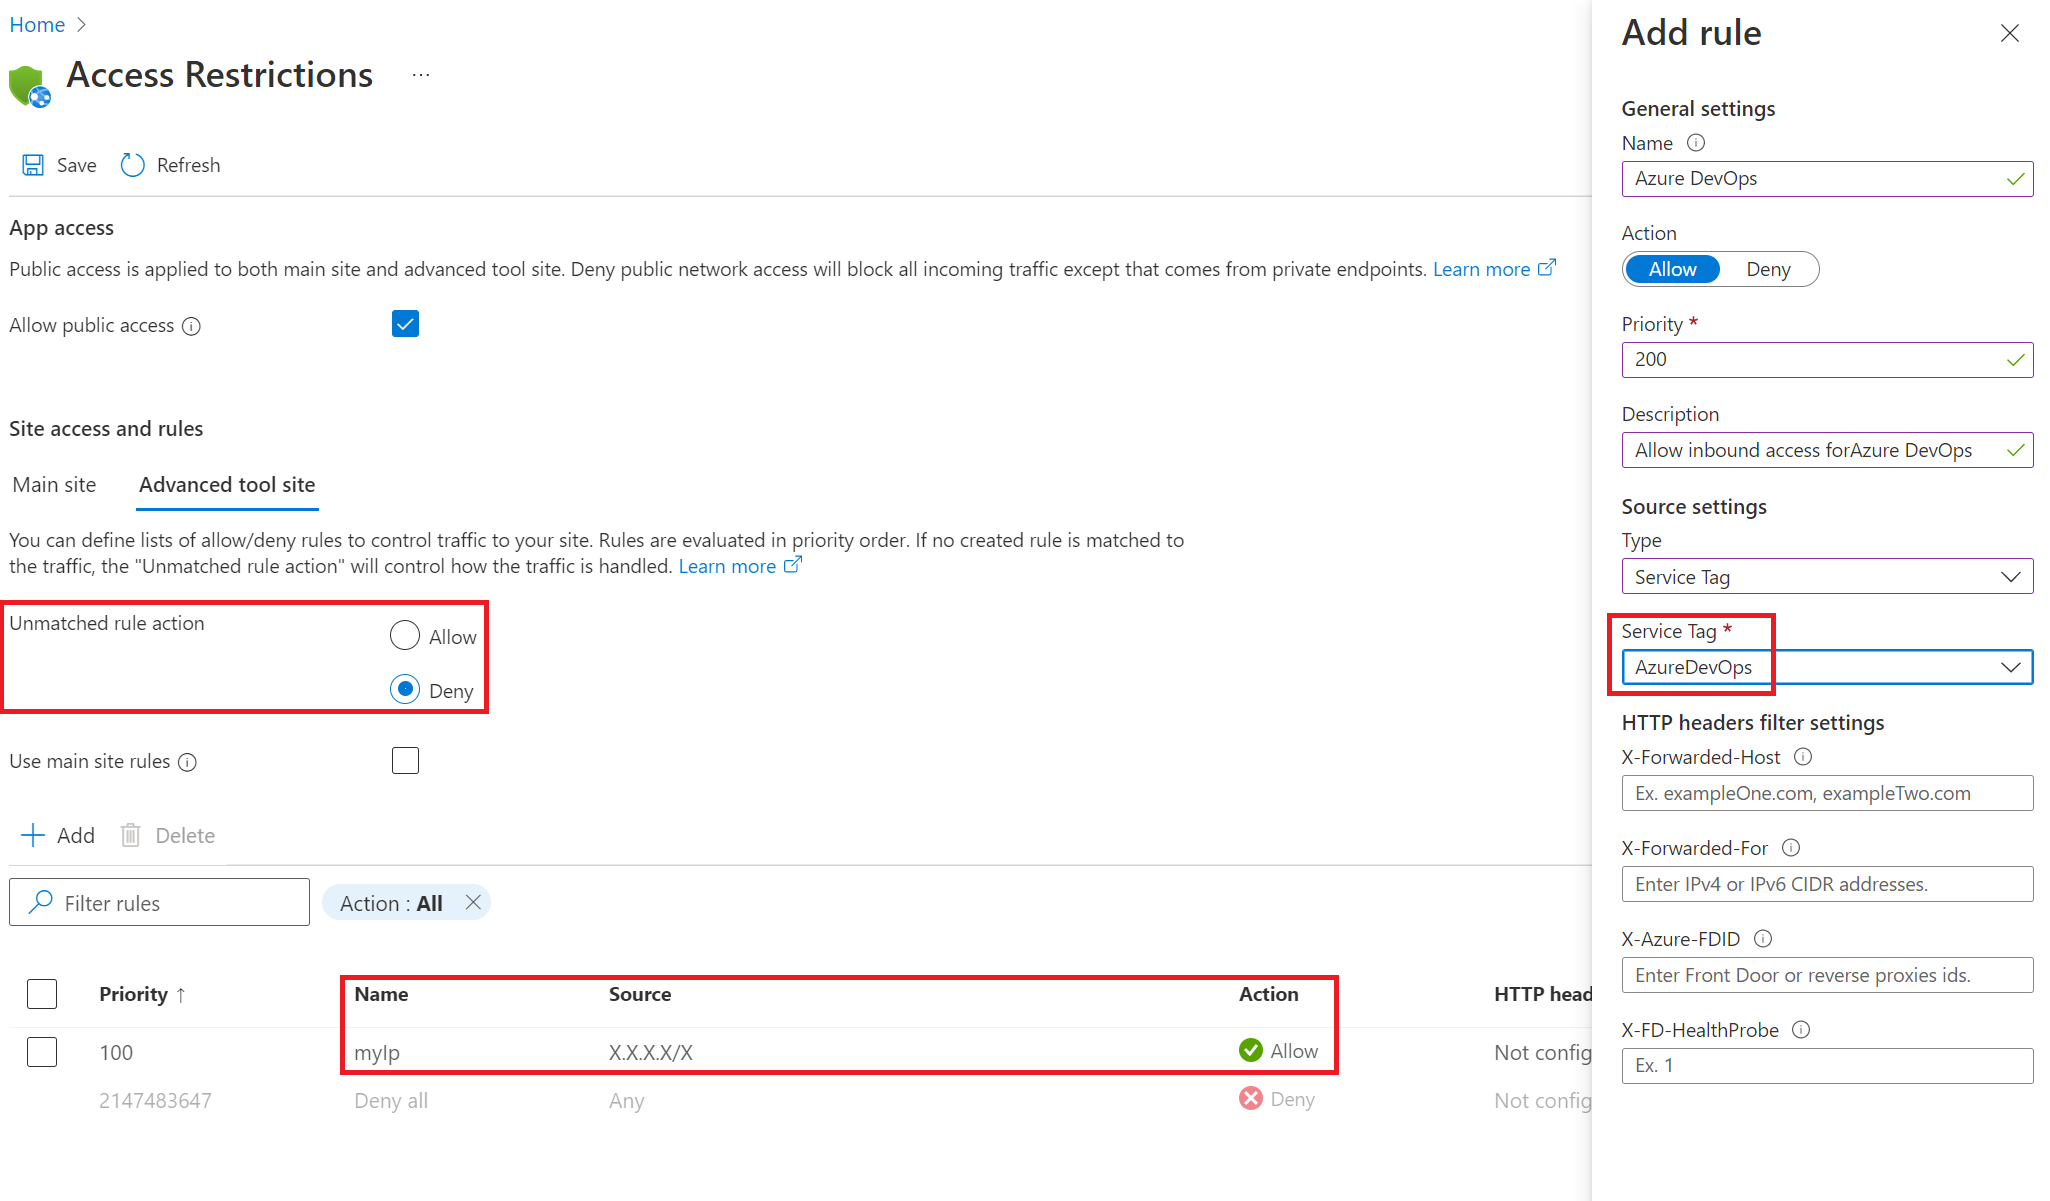 Home
Access Restrictions
...
Save Refresh
App access
Public access is applied to both main site and advanced tool site. Deny public network access will block all incoming traffic except that comes from private endpoints. Learn more
Allow public access
Site access and rules
Main site Advanced tool site
You can define lists of allow/deny rules to control traffic to your site. Rules are evaluated in priority order. If no created rule is matched to
the traffic, the "Unmatched rule action" will control how the traffic is handled. Learn more
Unmatched rule action
Allow
Deny
Use main site rules
Add Delete
Filter rules Action : All
Priority ↑ Name Source Action HTTP head
100 myIp X.X.X.X/X Allow Not config
2147483647 Deny all Any Deny Not config
Add rule
General settings
Name
Azure DevOps
Action
Allow Deny
Priority *
200
Description
Allow inbound access forAzure DevOps
Source settings
Type
Service Tag
Service Tag *
AzureDevOps
HTTP headers filter settings
X-Forwarded-Host
Ex. exampleOne.com, exampleTwo.com
X-Forwarded-For
Enter IPv4 or IPv6 CIDR addresses.
X-Azure-FDID
Enter Front Door or reverse proxies ids.
X-FD-HealthProbe
Ex. 1